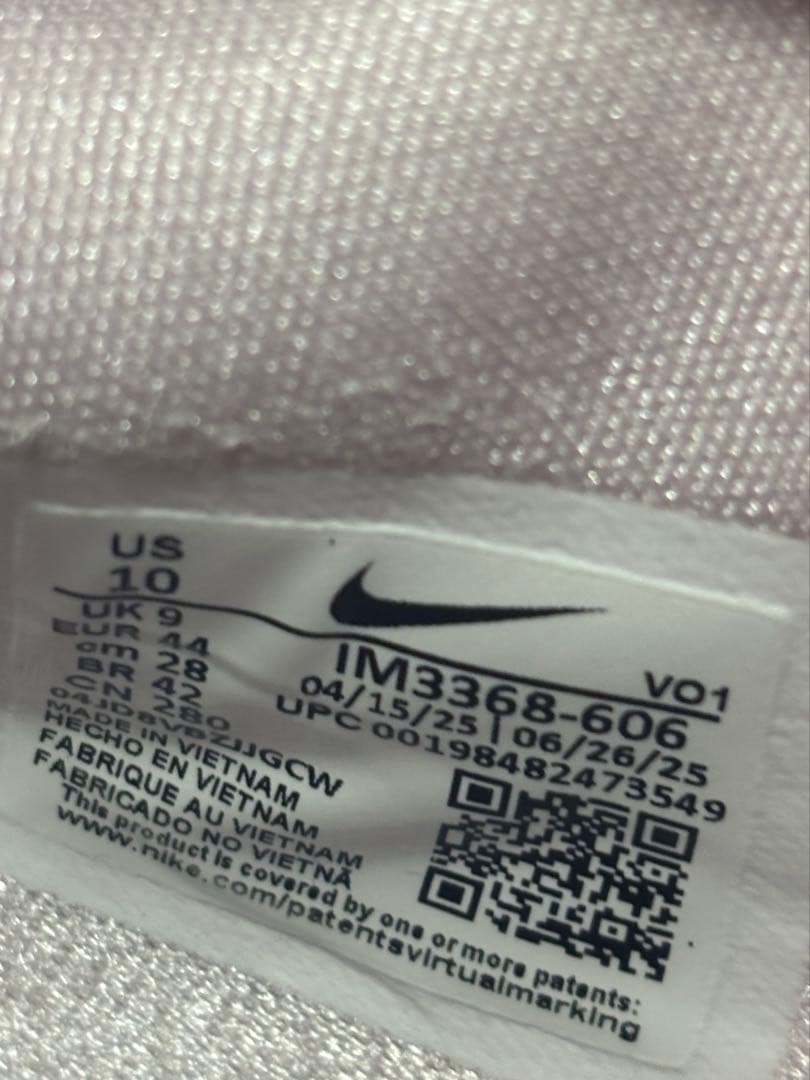 US
10
UK 9
EUR 44
cm 28
BR 42
CN 280
VO1
IM3368-606
04/15/25 | 06/26/25
UPC 00198482473549
MADE IN VIETNAM
HECHO EN VIETNAM
FABRIQUE AU VIETNAM
FABRICADO NO VIETNÃ
This product is covered by one or more patents:
www.nike.com/patentsvirtualmarking